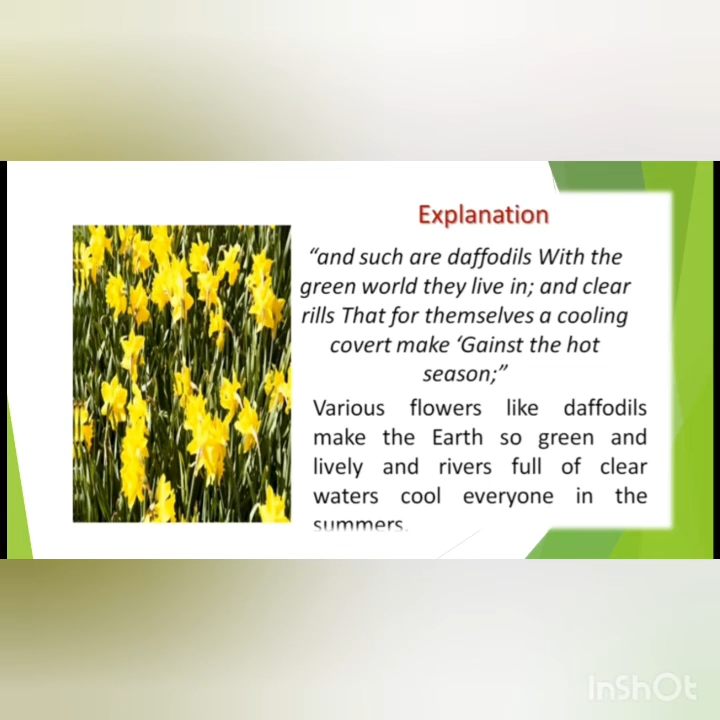 Explanation
“and such are daffodils With the
green world they live in; and clear
rills That for themselves a cooling
covert make ‘Gainst the hot
season;”
Various flowers like daffodils
make the Earth so green and
lively and rivers full of clear
waters cool everyone in the
summers.
InShOt